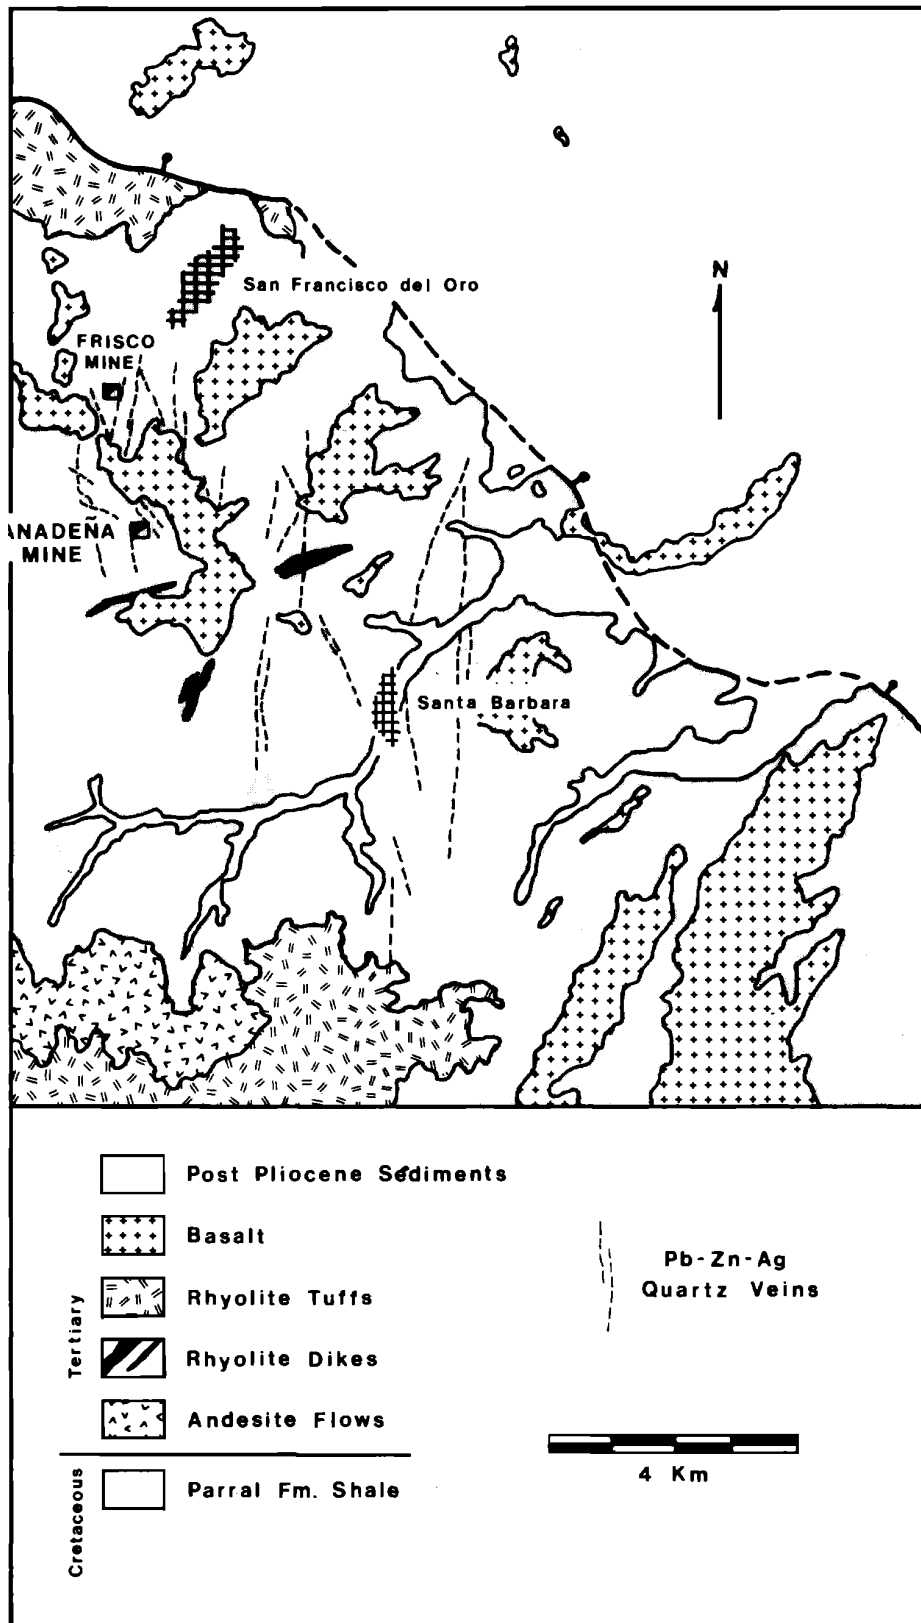 N
San Francisco del Oro
FRISCO
MINE
ANADEÑA
MINE
Santa Barbara
Post Pliocene Sediments
Basalt
Rhyolite Tuffs
Rhyolite Dikes
Andesite Flows
Parral Fm. Shale
Tertiary
Cretaceous
Pb-Zn-Ag
Quartz Veins
4 Km